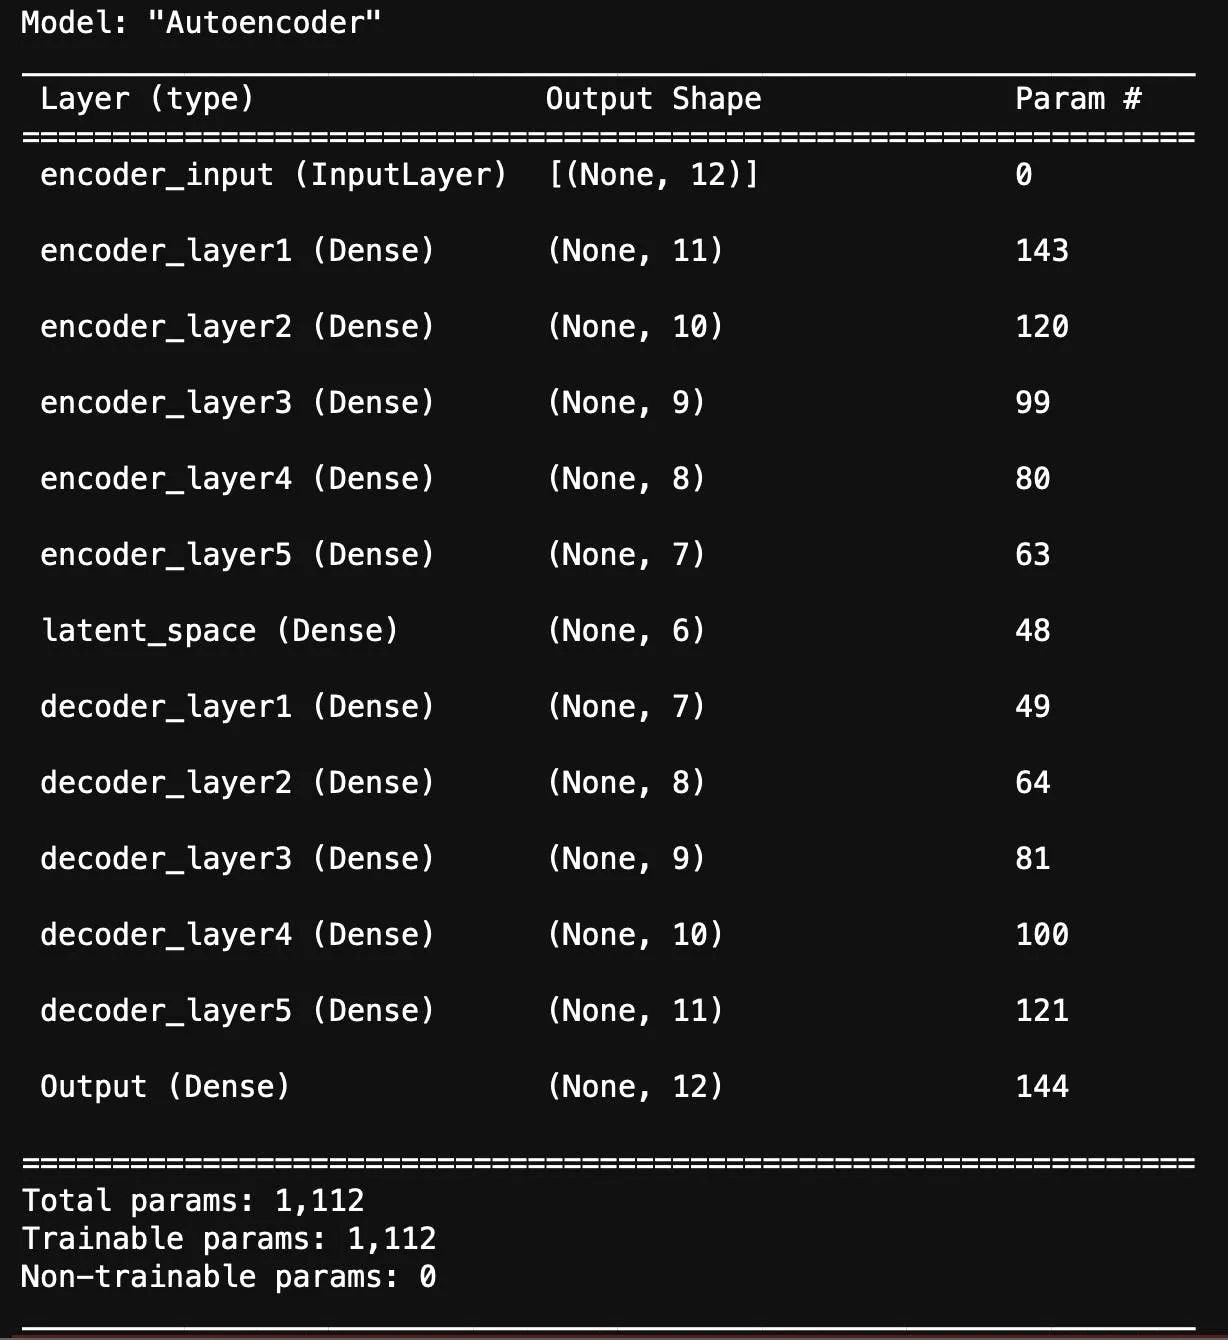 Model: "Autoencoder"
Layer (type) Output Shape Param #
=================================================================
encoder_input (InputLayer) [(None, 12)] 0
encoder_layer1 (Dense) (None, 11) 143
encoder_layer2 (Dense) (None, 10) 120
encoder_layer3 (Dense) (None, 9) 99
encoder_layer4 (Dense) (None, 8) 80
encoder_layer5 (Dense) (None, 7) 63
latent_space (Dense) (None, 6) 48
decoder_layer1 (Dense) (None, 7) 49
decoder_layer2 (Dense) (None, 8) 64
decoder_layer3 (Dense) (None, 9) 81
decoder_layer4 (Dense) (None, 10) 100
decoder_layer5 (Dense) (None, 11) 121
Output (Dense) (None, 12) 144
=================================================================
Total params: 1,112
Trainable params: 1,112
Non-trainable params: 0